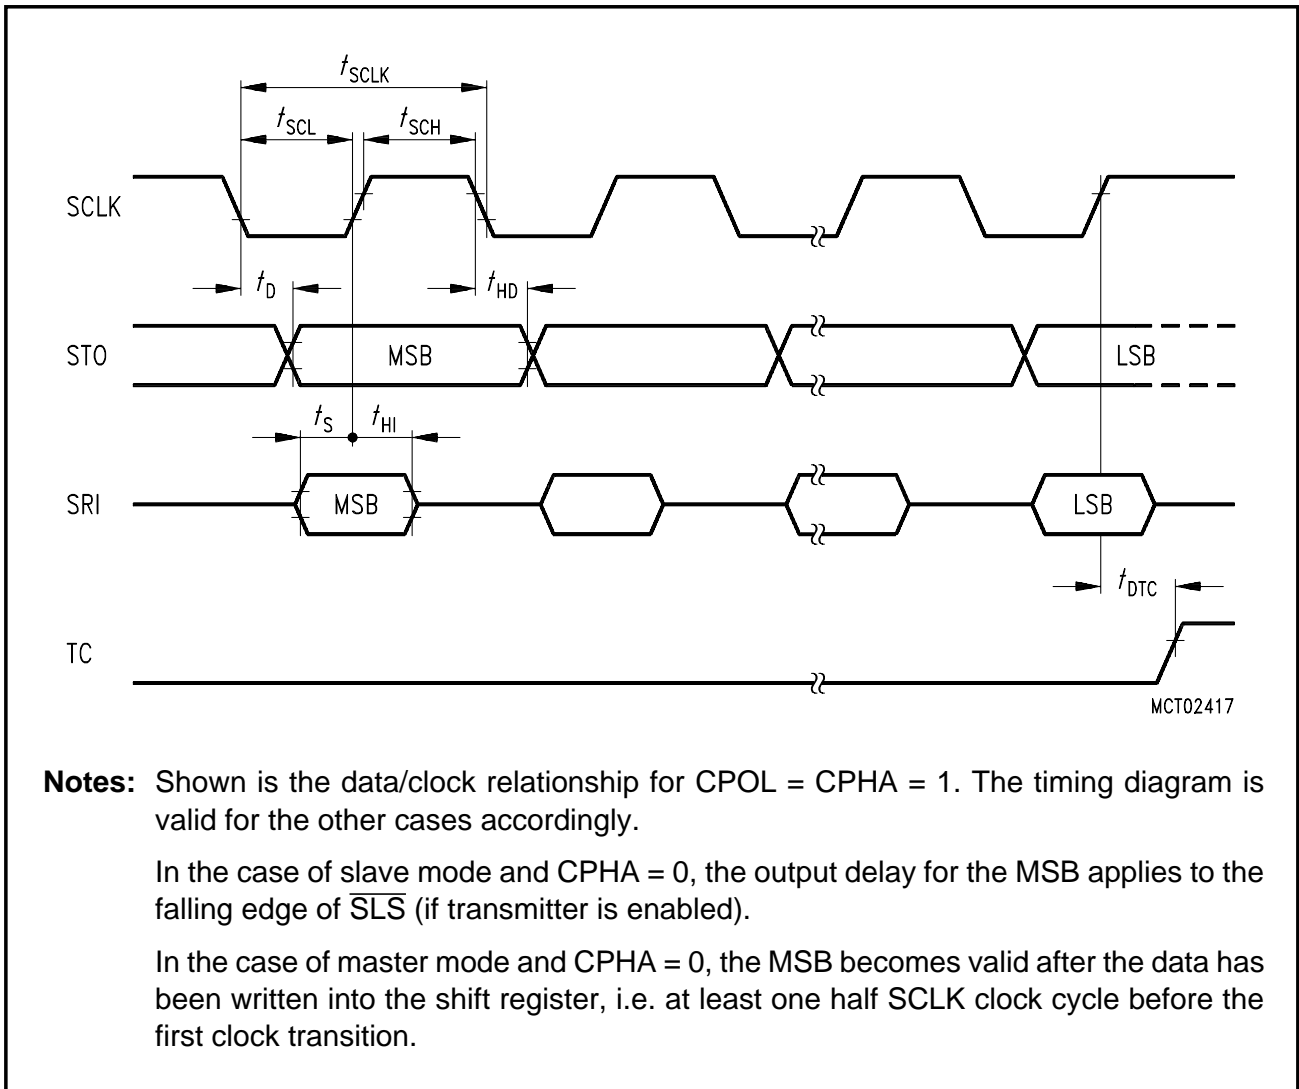 tSCLK
tSCL tSCH
SCLK
tD tHD
STO MSB LSB
tS tHI
SRI MSB LSB
tDTC
TC
MCT02417
Notes: Shown is the data/clock relationship for CPOL = CPHA = 1. The timing diagram is
valid for the other cases accordingly.
In the case of slave mode and CPHA = 0, the output delay for the MSB applies to the
falling edge of S̅L̅S̅ (if transmitter is enabled).
In the case of master mode and CPHA = 0, the MSB becomes valid after the data has
been written into the shift register, i.e. at least one half SCLK clock cycle before the
first clock transition.